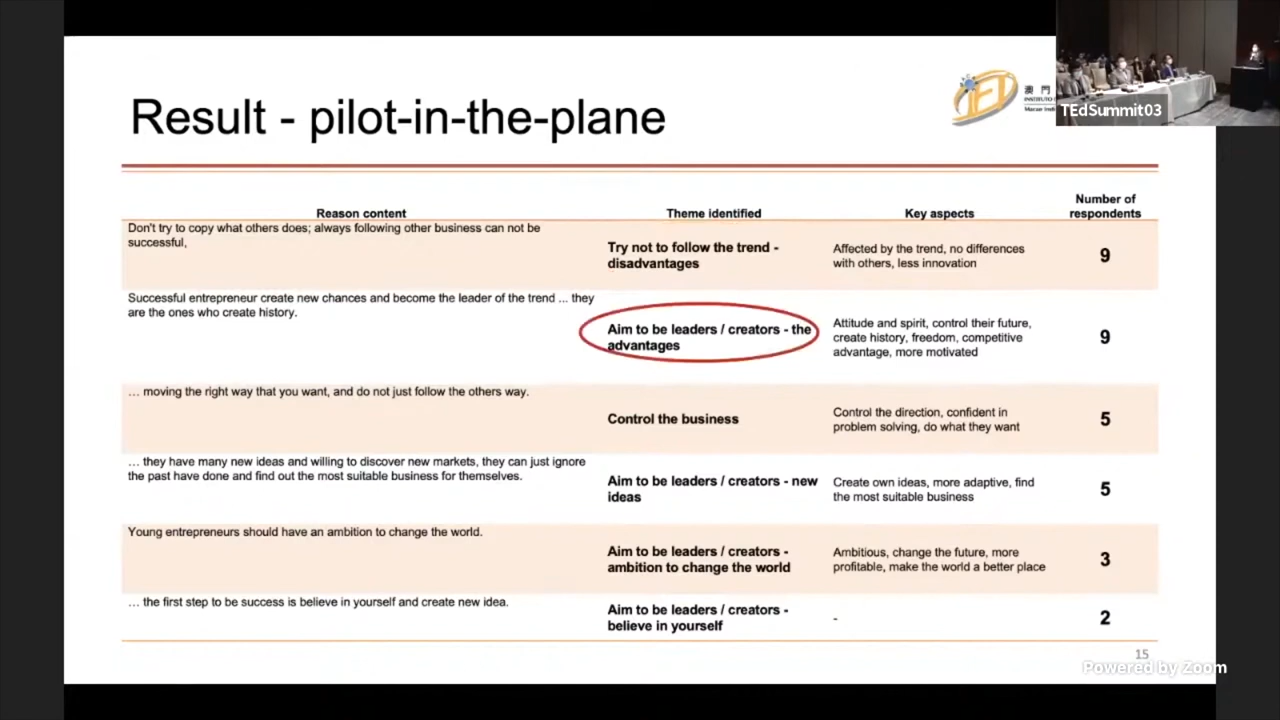 Result - pilot-in-the-plane
澳 門
INSTITUTO
Macao
TEdSummit03
Reason content
Theme identified
Key aspects
Number of
respondents
Don't try to copy what others does; always following other business can not be
successful,
Try not to follow the trend -
disadvantages
Affected by the trend, no differences
with others, less innovation
9
Successful entrepreneur create new chances and become the leader of the trend ... they
are the ones who create history.
Aim to be leaders / creators - the
advantages
Attitude and spirit, control their future,
create history, freedom, competitive
advantage, more motivated
9
... moving the right way that you want, and do not just follow the others way.
Control the business
Control the direction, confident in
problem solving, do what they want
5
... they have many new ideas and willing to discover new markets, they can just ignore
the past have done and find out the most suitable business for themselves.
Aim to be leaders / creators - new
ideas
Create own ideas, more adaptive, find
the most suitable business
5
Young entrepreneurs should have an ambition to change the world.
Aim to be leaders / creators -
ambition to change the world
Ambitious, change the future, more
profitable, make the world a better place
3
... the first step to be success is believe in yourself and create new idea.
Aim to be leaders / creators -
believe in yourself
-
2
15
Powered by Zoom